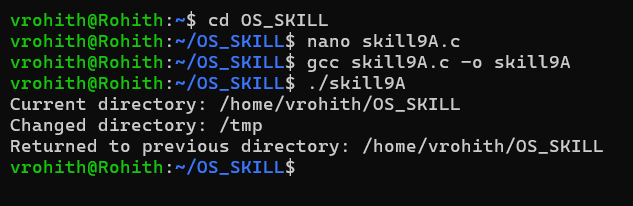 vrohith@Rohith:~$ cd OS_SKILL
vrohith@Rohith:~/OS_SKILL$ nano skill9A.c
vrohith@Rohith:~/OS_SKILL$ gcc skill9A.c -o skill9A
vrohith@Rohith:~/OS_SKILL$ ./skill9A
Current directory: /home/vrohith/OS_SKILL
Changed directory: /tmp
Returned to previous directory: /home/vrohith/OS_SKILL
vrohith@Rohith:~/OS_SKILL$